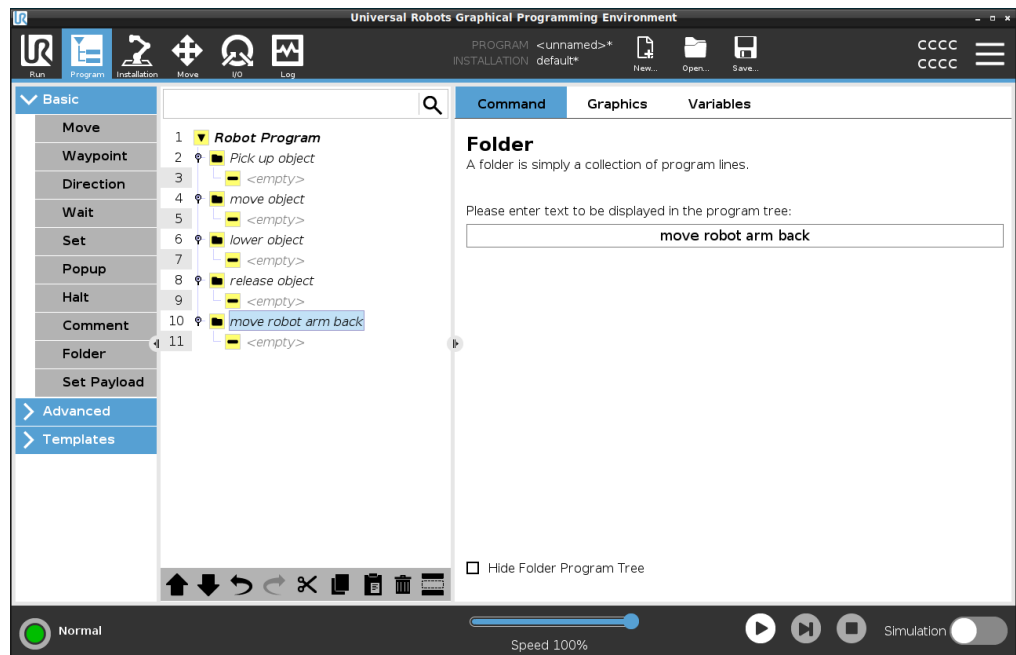 Universal Robots Graphical Programming Environment
UR
Run
Program
Installation
Move
I/O
Log
PROGRAM <unnamed>*
INSTALLATION default*
New...
Open...
Save...
CCCC
CCCC
Basic
Move
Waypoint
Direction
Wait
Set
Popup
Halt
Comment
Folder
Set Payload
Advanced
Templates
1 Robot Program
2 Pick up object
3 <empty>
4 move object
5 <empty>
6 lower object
7 <empty>
8 release object
9 <empty>
10 move robot arm back
11 <empty>
Command Graphics Variables
Folder
A folder is simply a collection of program lines.
Please enter text to be displayed in the program tree:
move robot arm back
Hide Folder Program Tree
Normal
Speed 100%
Simulation